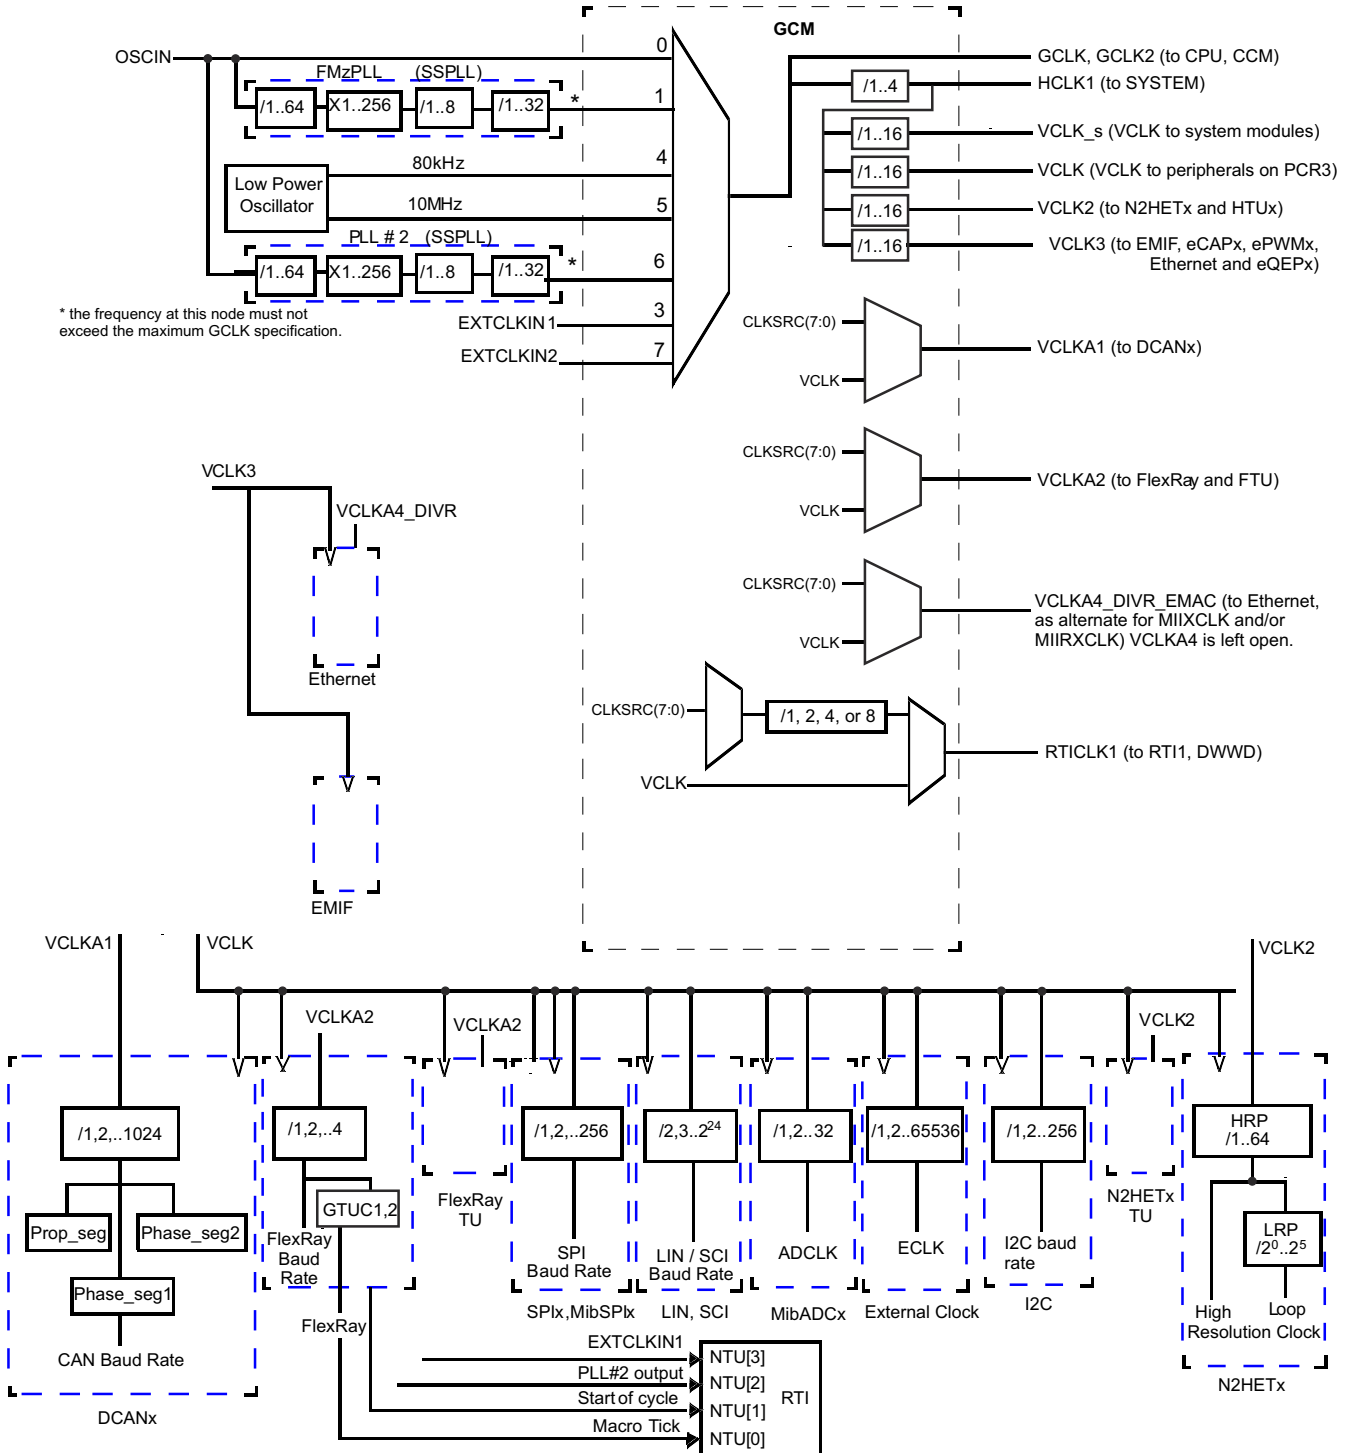 GCM
OSCIN
FMzPLL (SSPLL)
/1..64
X1..256
/1..8
/1..32
*
0
1
4
5
6
3
7
80kHz
Low Power
Oscillator
10MHz
PLL # 2 (SSPLL)
/1..64
X1..256
/1..8
/1..32
*
* the frequency at this node must not
exceed the maximum GCLK specification.
EXTCLKIN1
EXTCLKIN2
GCLK, GCLK2 (to CPU, CCM)
/1..4
HCLK1 (to SYSTEM)
/1..16
VCLK_s (VCLK to system modules)
/1..16
VCLK (VCLK to peripherals on PCR3)
/1..16
VCLK2 (to N2HETx and HTUx)
/1..16
VCLK3 (to EMIF, eCAPx, ePWMx,
Ethernet and eQEPx)
CLKSRC(7:0)
VCLK
VCLKA1 (to DCANx)
CLKSRC(7:0)
VCLK
VCLKA2 (to FlexRay and FTU)
CLKSRC(7:0)
VCLK
VCLKA4_DIVR_EMAC (to Ethernet,
as alternate for MIIXCLK and/or
MIIRXCLK) VCLKA4 is left open.
CLKSRC(7:0)
/1, 2, 4, or 8
VCLK
RTICLK1 (to RTI1, DWWD)
VCLK3
VCLKA4_DIVR
Ethernet
EMIF
VCLKA1
VCLK
VCLK2
VCLKA2
VCLKA2
VCLK2
/1,2,..1024
Prop_seg
Phase_seg2
Phase_seg1
CAN Baud Rate
DCANx
/1,2,..4
GTUC1,2
FlexRay
Baud
Rate
FlexRay
FlexRay
TU
/1,2,..256
SPI
Baud Rate
SPIx,MibSPIx
/2,3..2^24
LIN / SCI
Baud Rate
LIN, SCI
/1,2..32
ADCLK
MibADCx
/1,2..65536
ECLK
External Clock
/1,2..256
I2C baud
rate
I2C
N2HETx
TU
HRP
/1..64
LRP
/2^0..2^5
High
Loop
Resolution Clock
N2HETx
EXTCLKIN1
NTU[3]
PLL#2 output
NTU[2]
RTI
Start of cycle
NTU[1]
Macro Tick
NTU[0]